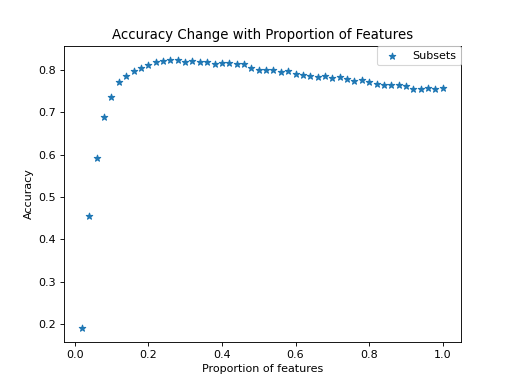 Accuracy Change with Proportion of Features
Subsets
0.8
0.7
0.6
0.5
0.4
0.3
0.2
Accuracy
0.0 0.2 0.4 0.6 0.8 1.0
Proportion of features